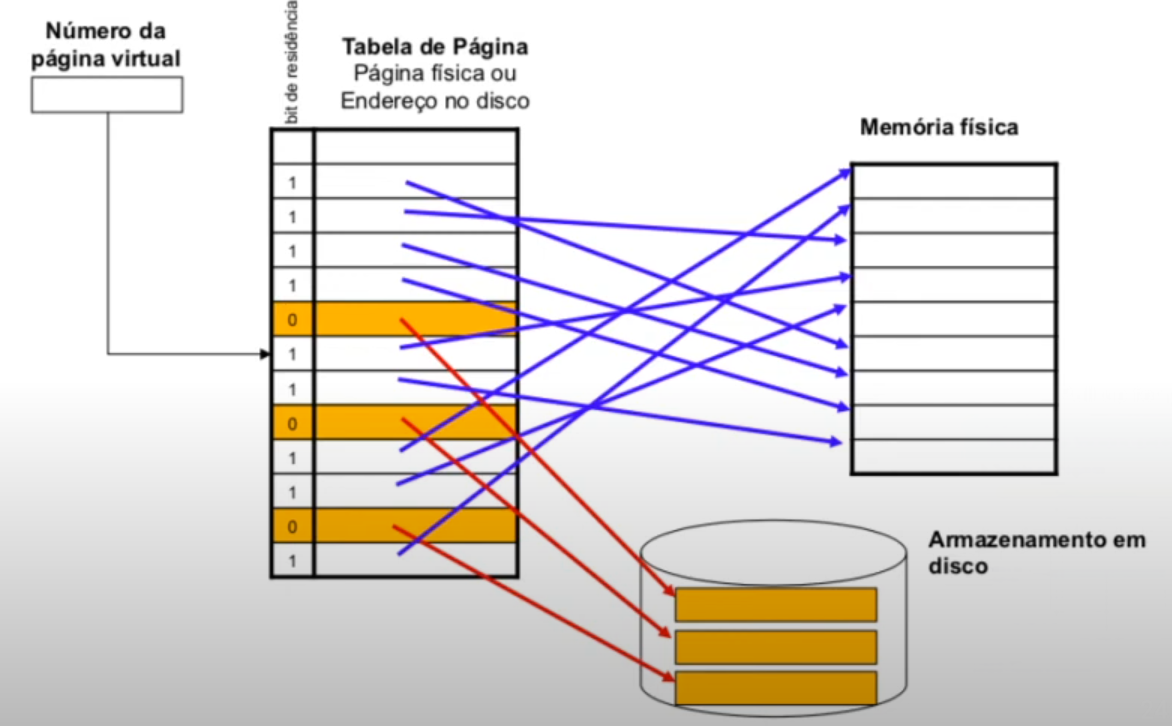 Número da
página virtual
bit de residência
Tabela de Página
Página física ou
Endereço no disco
Memória física
1
1
1
1
0
1
1
0
1
1
0
1
Armazenamento em
disco